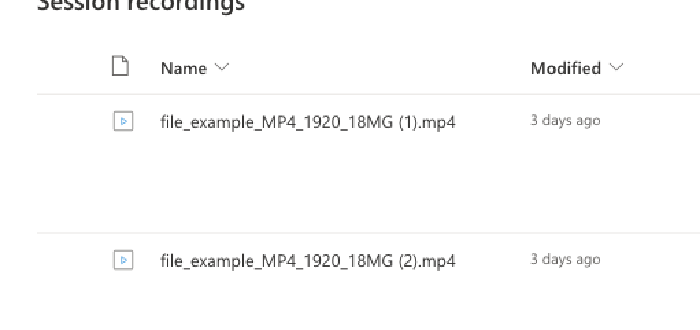 Session recordings
Name Modified
file_example_MP4_1920_18MG (1).mp4 3 days ago
file_example_MP4_1920_18MG (2).mp4 3 days ago